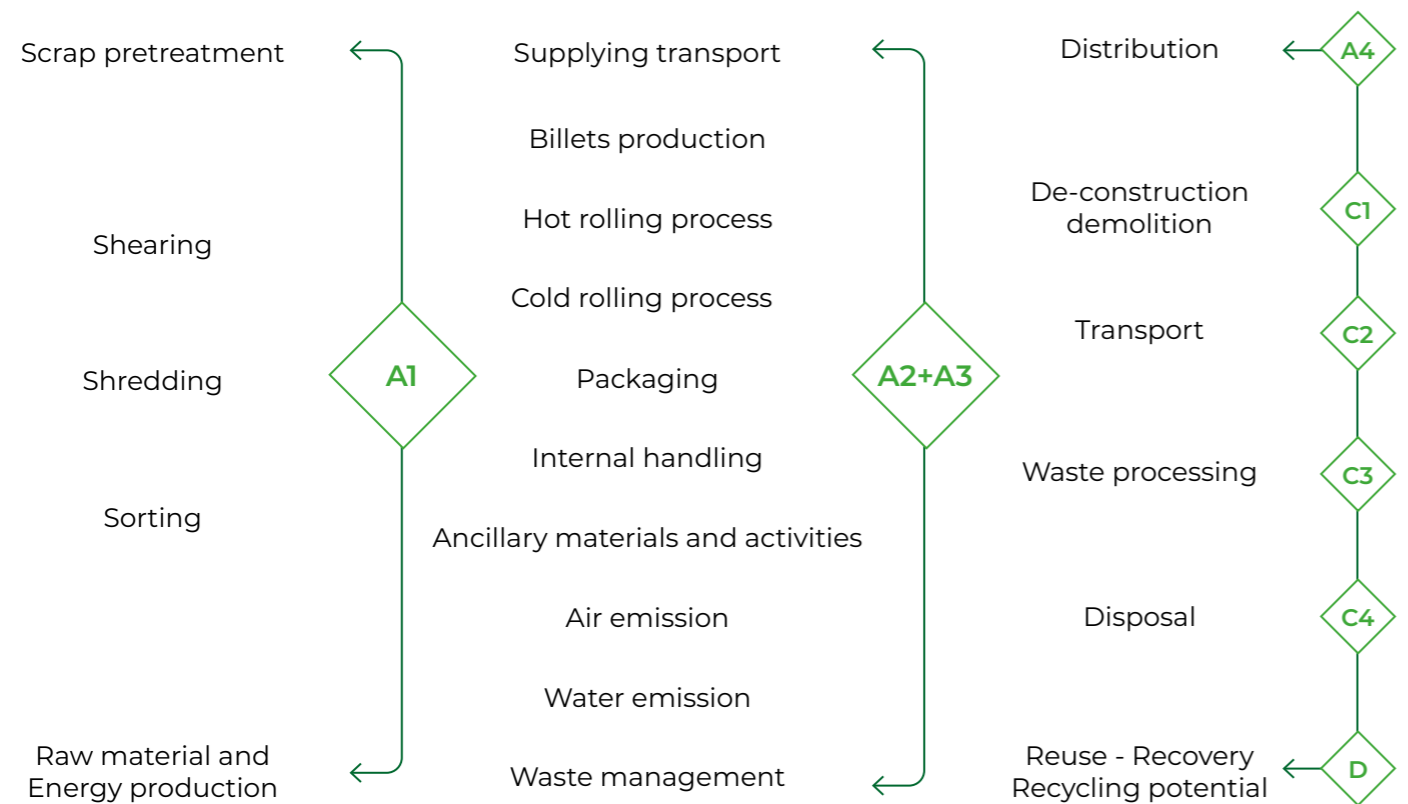 Scrap pretreatment
Shearing
Shredding
Sorting
Raw material and
Energy production
A1
Supplying transport
Billets production
Hot rolling process
Cold rolling process
Packaging
Internal handling
Ancillary materials and activities
Air emission
Water emission
Waste management
A2+A3
Distribution
A4
De-construction
demolition
C1
Transport
C2
Waste processing
C3
Disposal
C4
Reuse - Recovery
Recycling potential
D